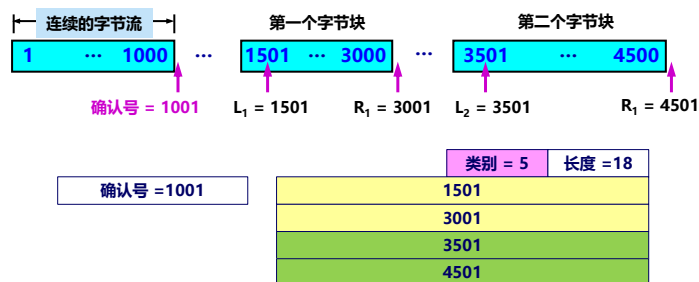 连续的字节流 第一个字节块 第二个字节块
1 … 1000 … 1501 … 3000 … 3501 … 4500
确认号 = 1001 L1 = 1501 R1 = 3001 L2 = 3501 R1 = 4501
类别 = 5 长度 =18
确认号 =1001 1501
3001
3501
4501